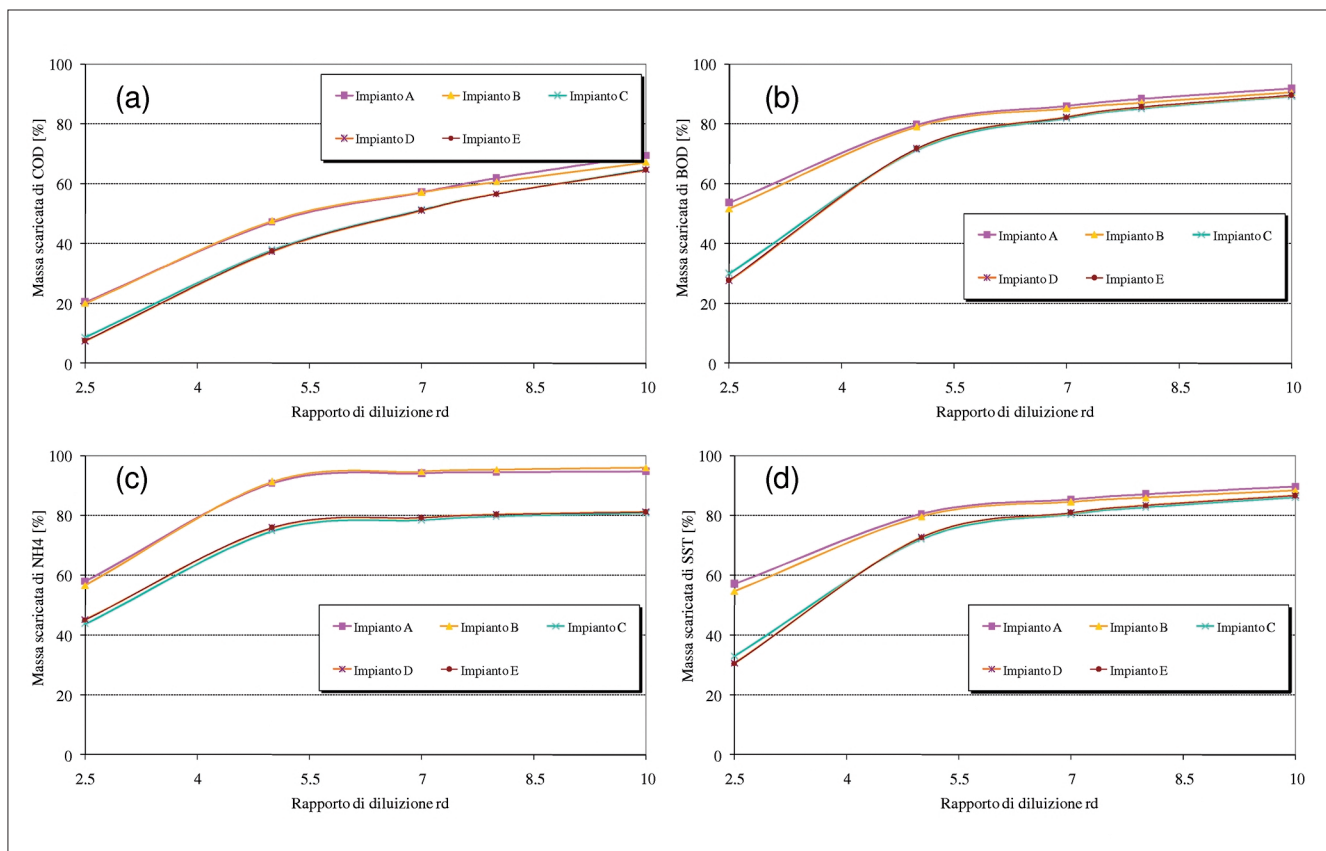 (a)
Massa scaricata di COD [%]
100
80
60
40
20
0
Impianto A Impianto B Impianto C
Impianto D Impianto E
2.5 4 5.5 7 8.5 10
Rapporto di diluizione rd
(b)
Massa scaricata di BOD [%]
100
80
60
40
20
0
Impianto A Impianto B Impianto C
Impianto D Impianto E
2.5 4 5.5 7 8.5 10
Rapporto di diluizione rd
(c)
Massa scaricata di NH4 [%]
100
80
60
40
20
0
Impianto A Impianto B Impianto C
Impianto D Impianto E
2.5 4 5.5 7 8.5 10
Rapporto di diluizione rd
(d)
Massa scaricata di SST [%]
100
80
60
40
20
0
Impianto A Impianto B Impianto C
Impianto D Impianto E
2.5 4 5.5 7 8.5 10
Rapporto di diluizione rd